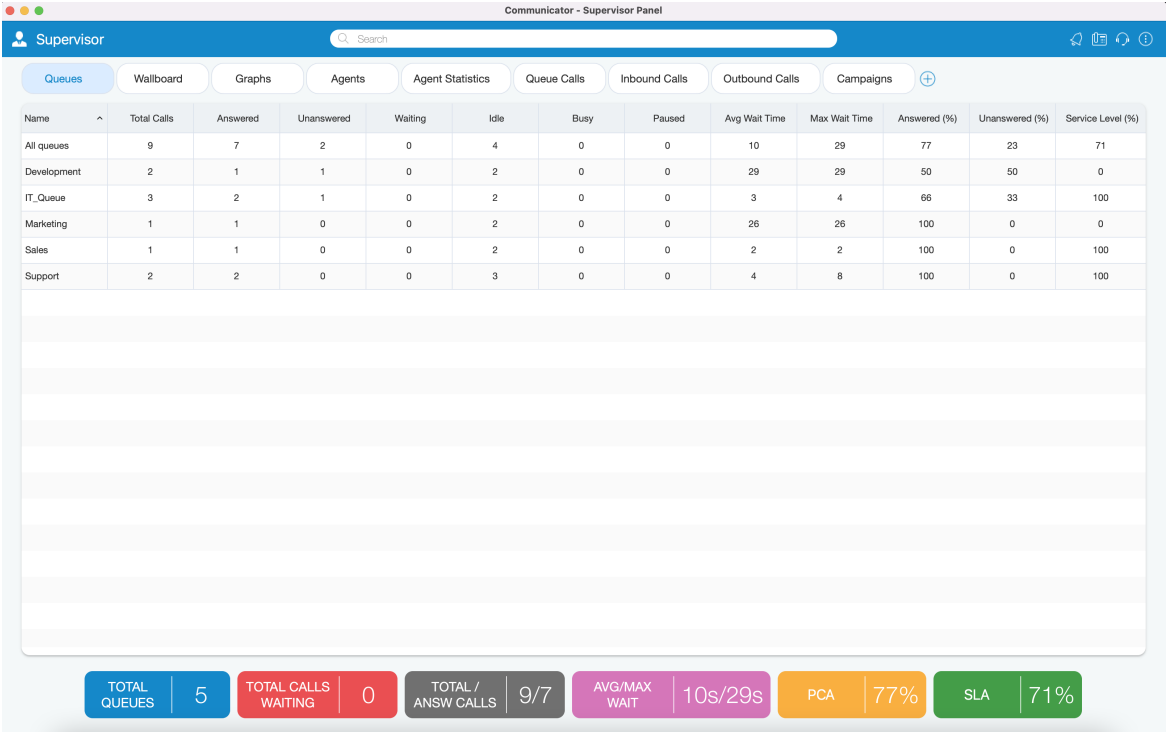 Communicator - Supervisor Panel
Supervisor
Search
Queues Wallboard Graphs Agents Agent Statistics Queue Calls Inbound Calls Outbound Calls Campaigns
Name Total Calls Answered Unanswered Waiting Idle Busy Paused Avg Wait Time Max Wait Time Answered (%) Unanswered (%) Service Level (%)
All queues 9 7 2 0 4 0 0 10 29 77 23 71
Development 2 1 1 0 2 0 0 29 29 50 50 0
IT_Queue 3 2 1 0 2 0 0 3 4 66 33 100
Marketing 1 1 0 0 2 0 0 26 26 100 0 0
Sales 1 1 0 0 2 0 0 2 2 100 0 100
Support 2 2 0 0 3 0 0 4 8 100 0 100
TOTAL QUEUES 5
TOTAL CALLS WAITING 0
TOTAL / ANSW CALLS 9/7
AVG/MAX WAIT 10s/29s
PCA 77%
SLA 71%